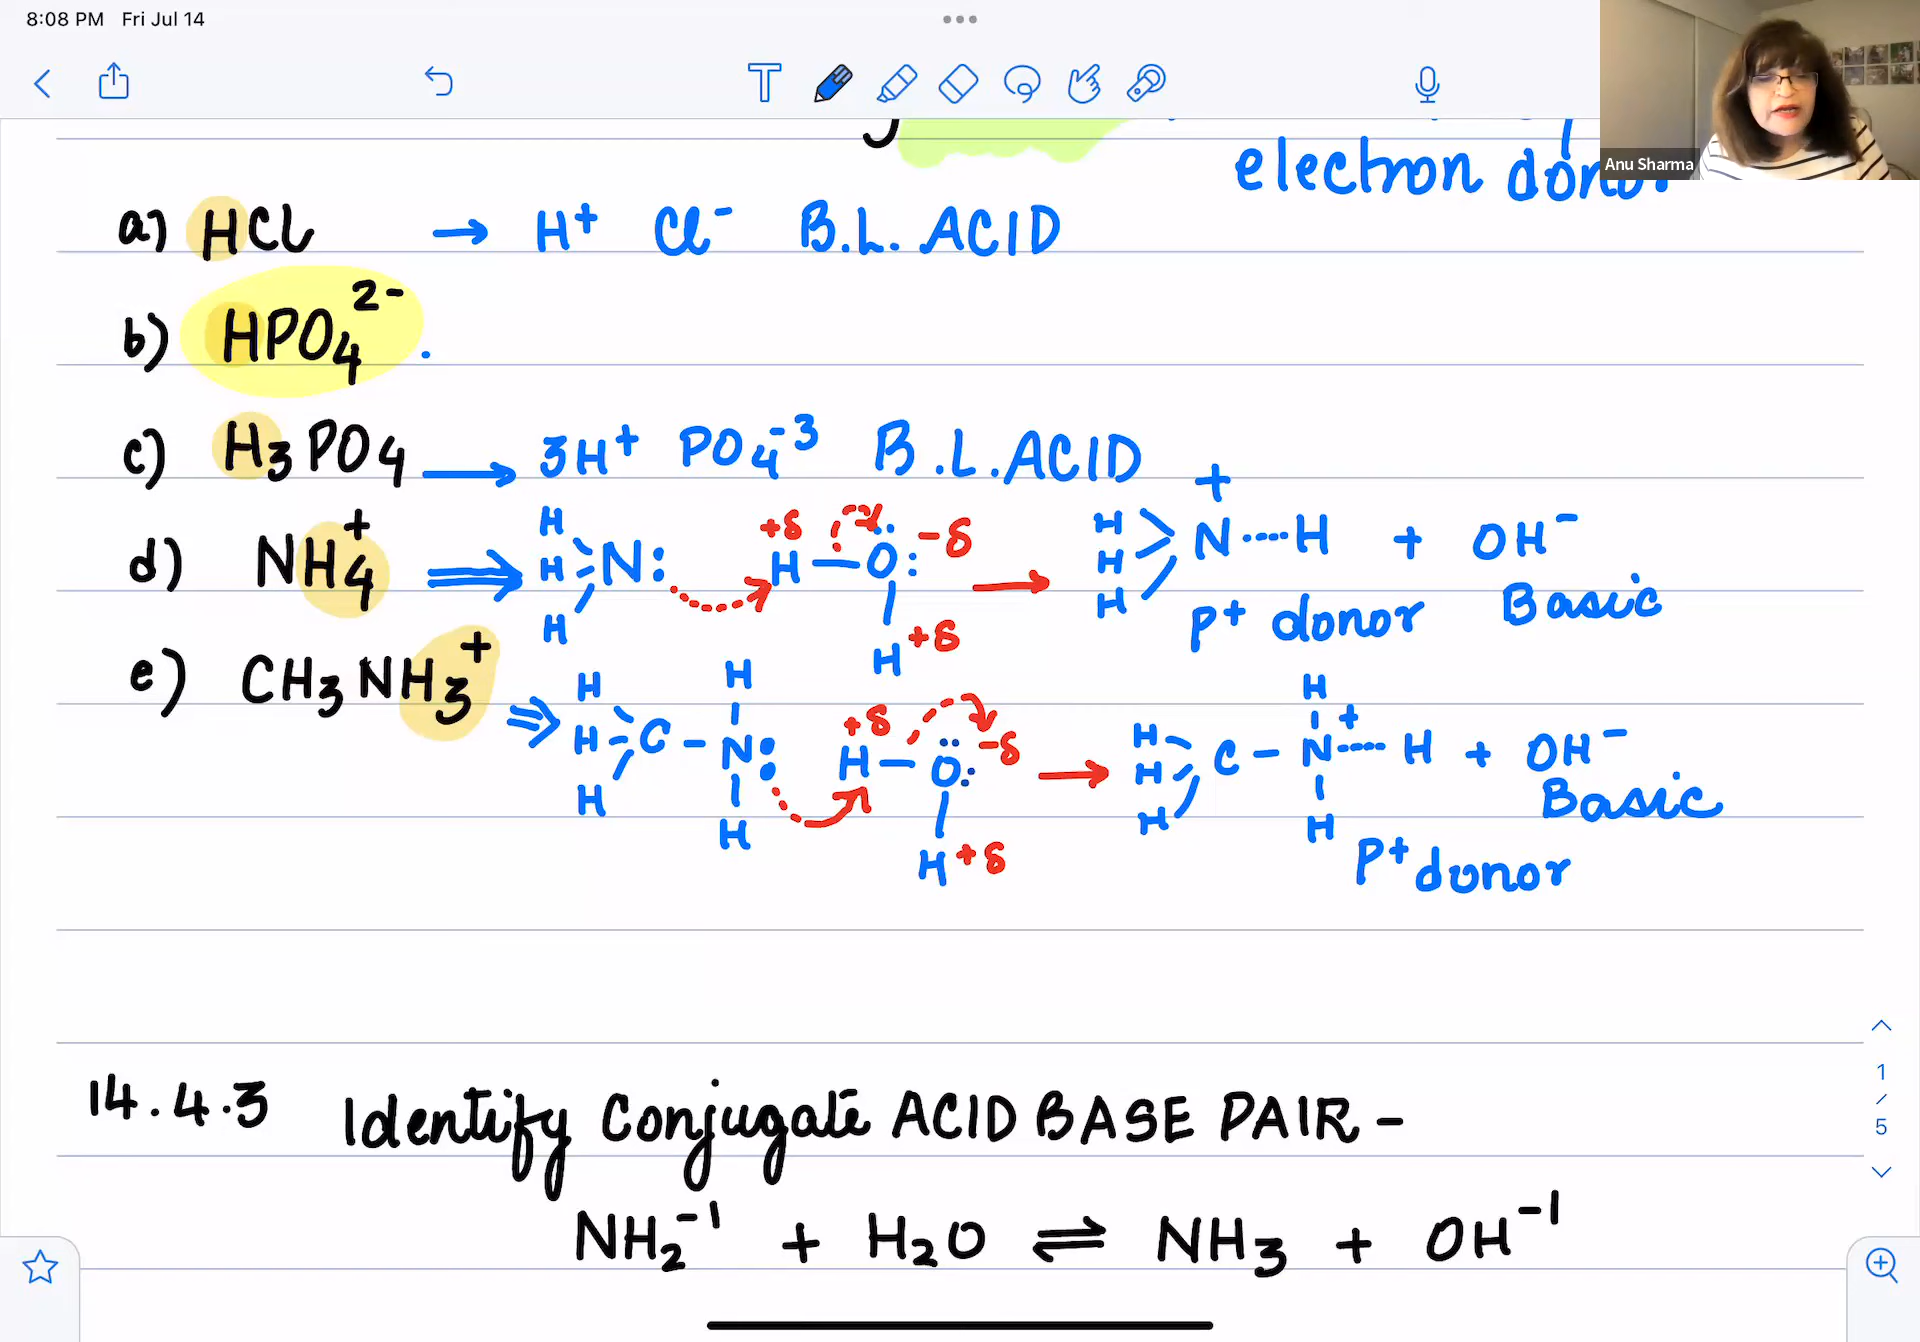 8:08 PM Fri Jul 14
Anu Sharma
electron donor
a) HCl → H+ Cl- B.L. ACID
b) HPO4 2-
c) H3PO4 → 3H+ PO4-3 B.L. ACID
d) NH4+ ⇒ H H H N: H—O: H +δ -δ +δ → H H H N+ ---- H + OH-
P+ donor Basic
e) CH3NH3+ ⇒ H H H C - N: H H H—O: H +δ -δ +δ → H H H C - N+ ---- H H H + OH-
Basic
P+ donor
14.4.3 Identify Conjugate ACID BASE PAIR -
NH2-1 + H2O ⇌ NH3 + OH-1
1/5